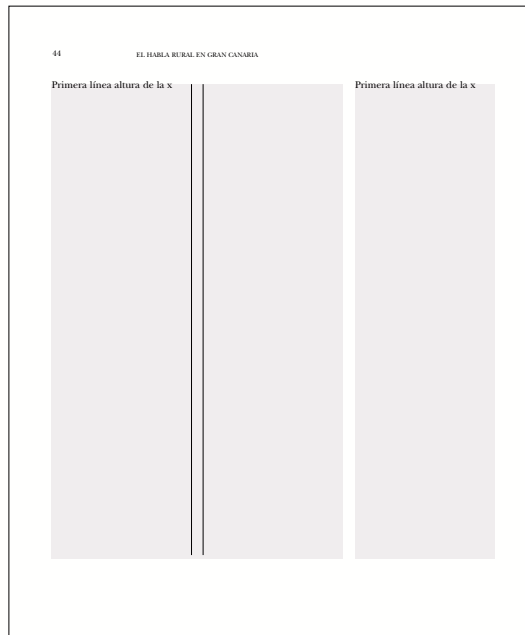 44 EL HABLA RURAL EN GRAN CANARIA
Primera línea altura de la x
Primera línea altura de la x